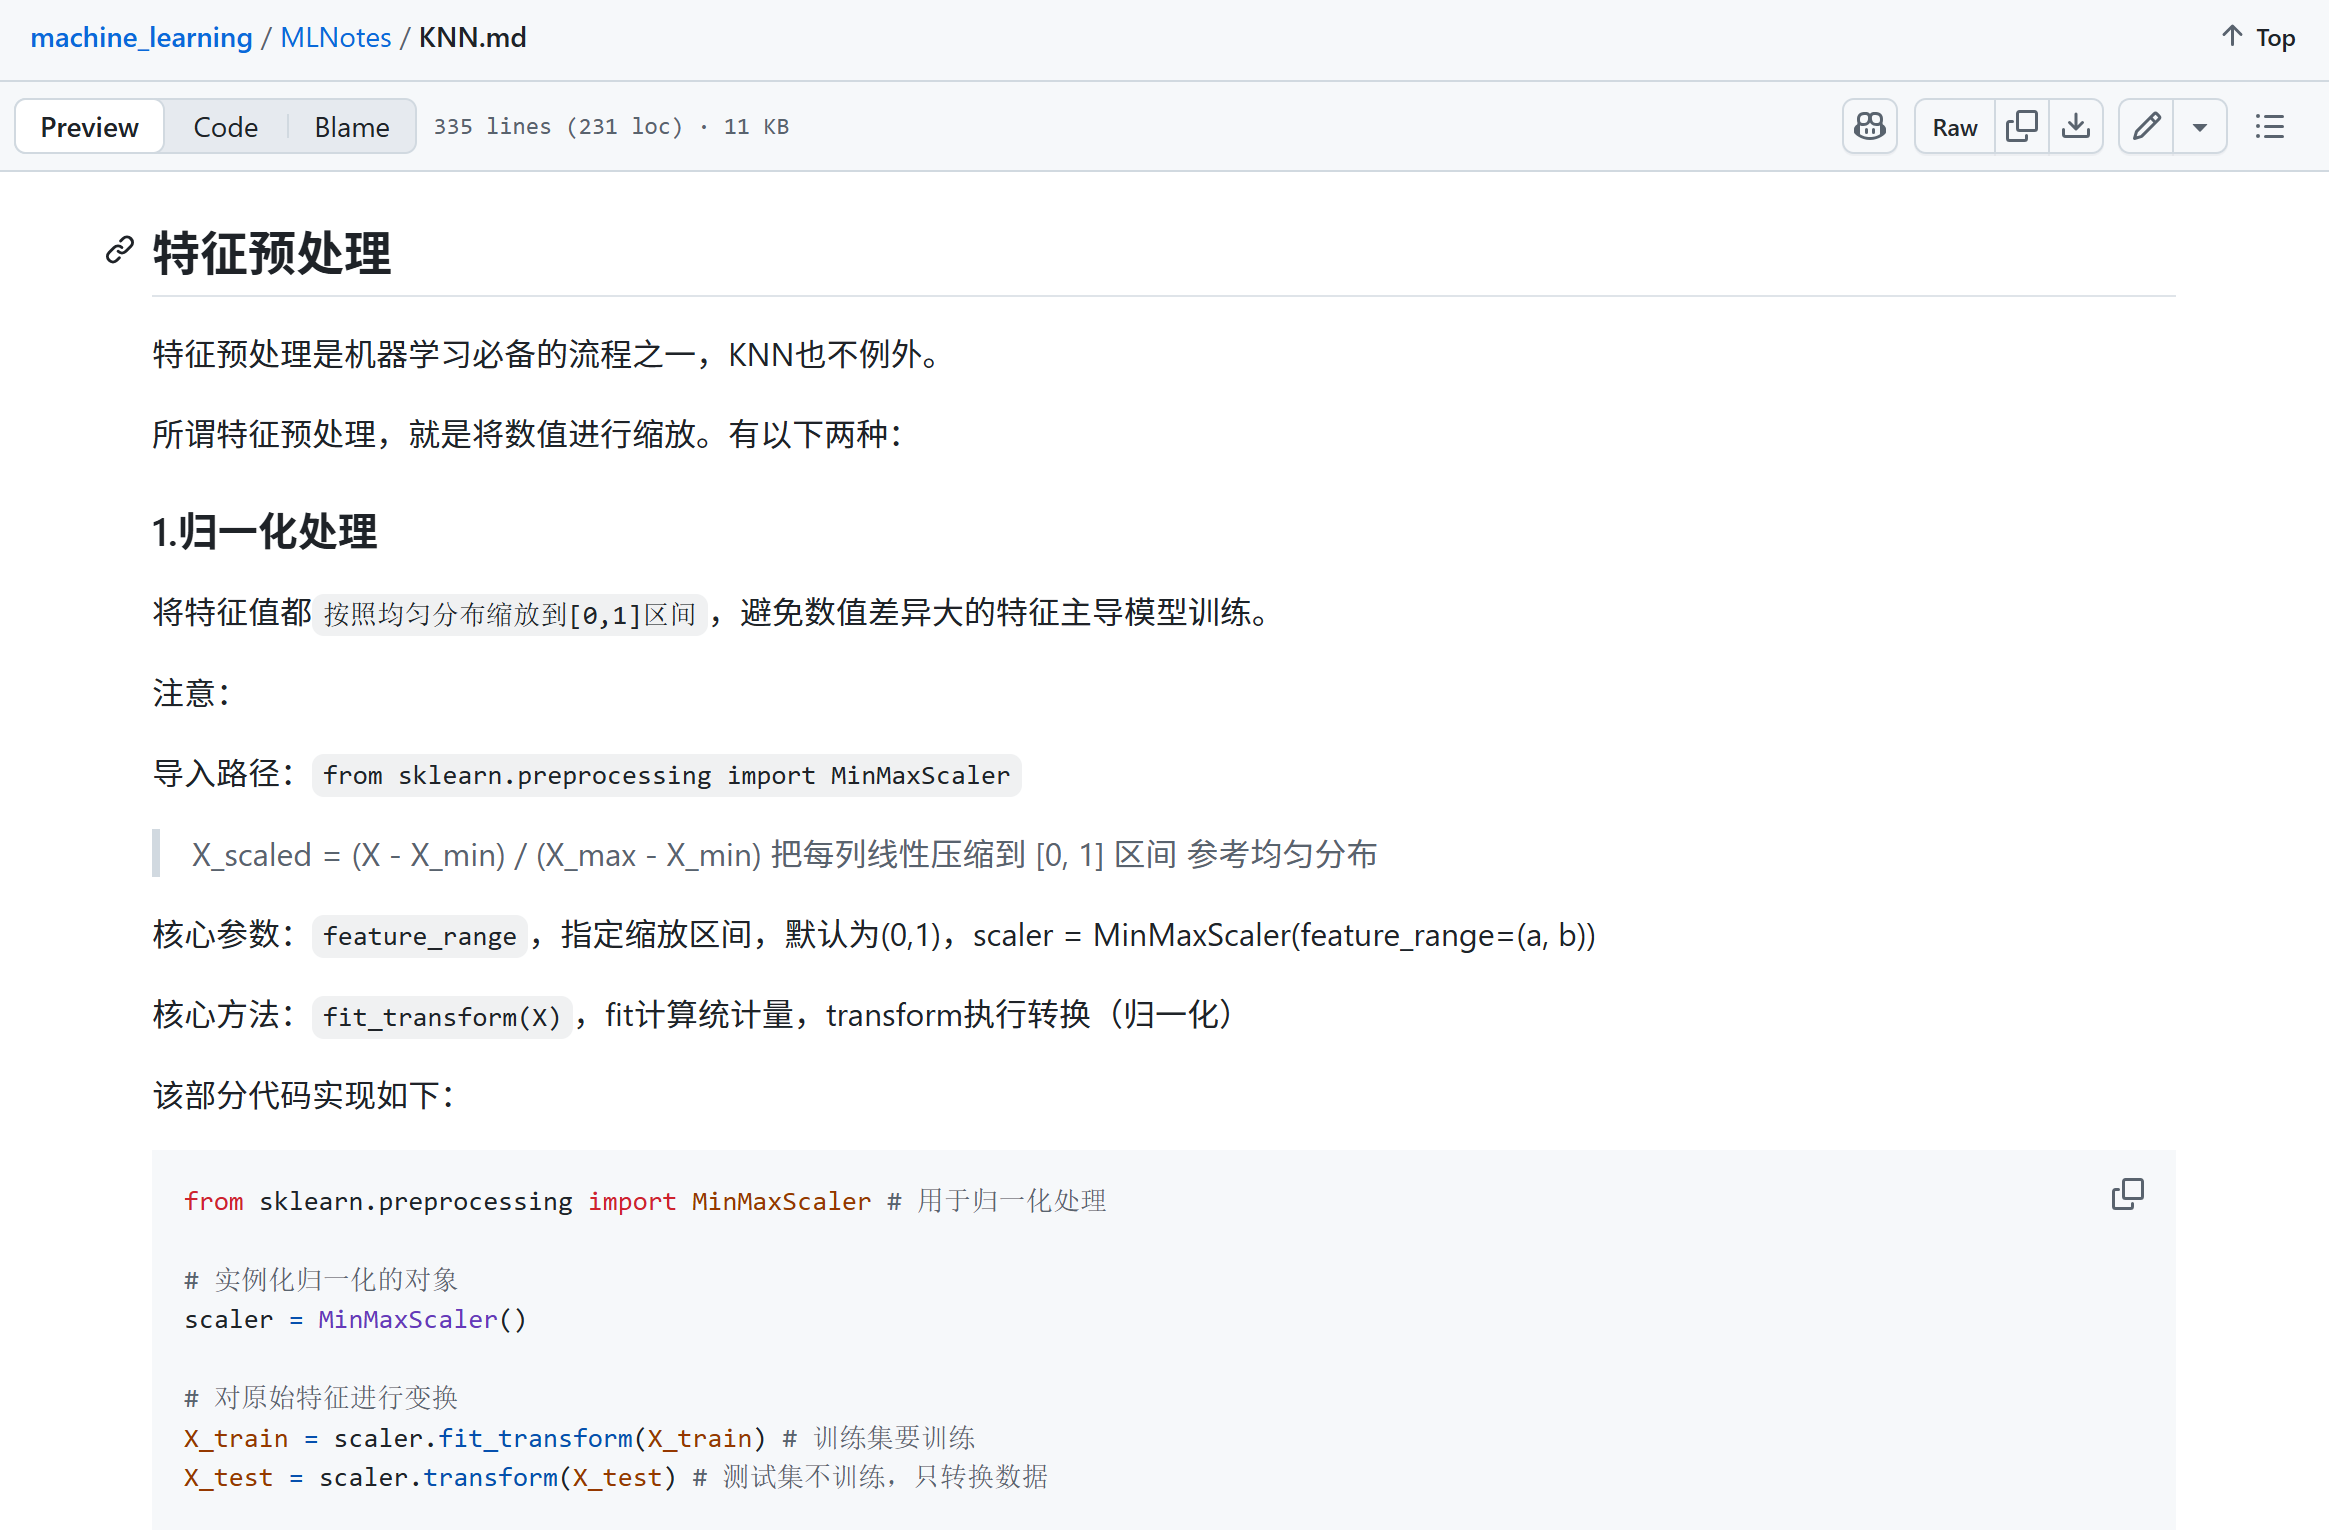 machine_learning / MLNotes / KNN.md
Top
Preview Code Blame 335 lines (231 loc) · 11 KB
Raw
特征预处理
特征预处理是机器学习必备的流程之一，KNN也不例外。
所谓特征预处理，就是将数值进行缩放。有以下两种：
1.归一化处理
将特征值都 按照均匀分布缩放到[0,1]区间 ，避免数值差异大的特征主导模型训练。
注意：
导入路径： from sklearn.preprocessing import MinMaxScaler
X_scaled = (X - X_min) / (X_max - X_min) 把每列线性压缩到 [0, 1] 区间 参考均匀分布
核心参数： feature_range ，指定缩放区间，默认为(0,1)，scaler = MinMaxScaler(feature_range=(a, b))
核心方法： fit_transform(X) ，fit计算统计量，transform执行转换（归一化）
该部分代码实现如下：
from sklearn.preprocessing import MinMaxScaler # 用于归一化处理
# 实例化归一化的对象
scaler = MinMaxScaler()
# 对原始特征进行变换
X_train = scaler.fit_transform(X_train) # 训练集要训练
X_test = scaler.transform(X_test) # 测试集不训练，只转换数据